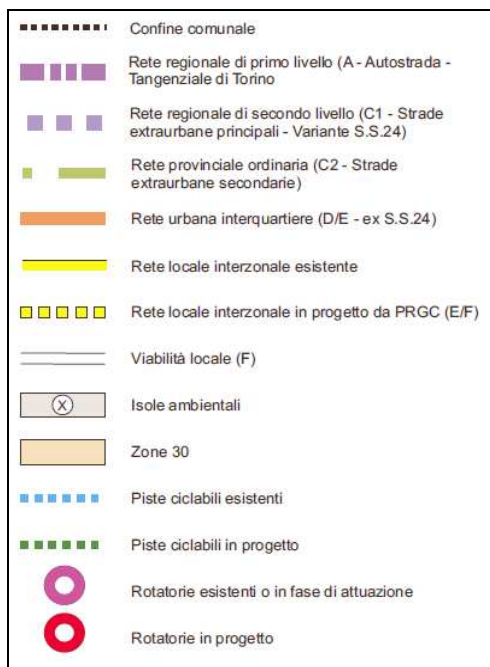 Confine comunale
Rete regionale di primo livello (A - Autostrada -
Tangenziale di Torino
Rete regionale di secondo livello (C1 - Strade
extraurbane principali - Variante S.S.24)
Rete provinciale ordinaria (C2 - Strade
extraurbane secondarie)
Rete urbana interquartiere (D/E - ex S.S.24)
Rete locale interzonale esistente
Rete locale interzonale in progetto da PRGC (E/F)
Viabilità locale (F)
X
Isole ambientali
Zone 30
Piste ciclabili esistenti
Piste ciclabili in progetto
Rotatorie esistenti o in fase di attuazione
Rotatorie in progetto